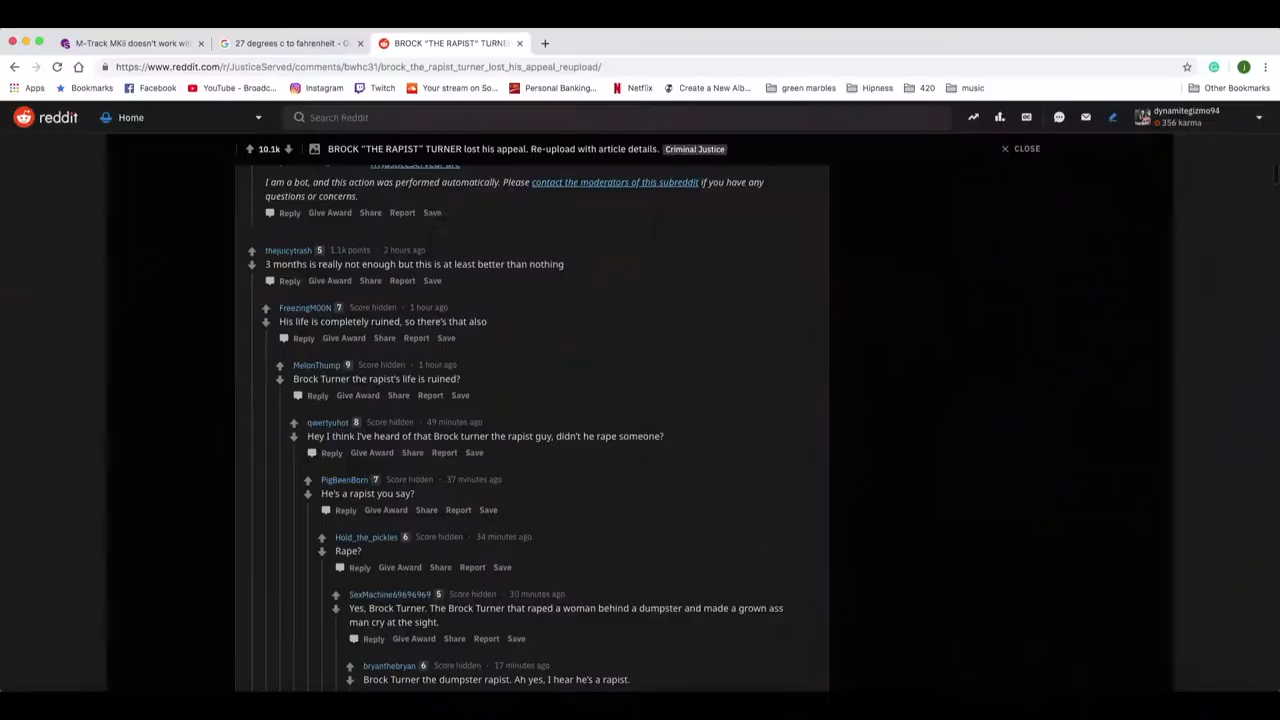 M-Track MKii doesn't work wit
27 degrees c to fahrenheit - G
BROCK "THE RAPIST" TURNE
https://www.reddit.com/r/JusticeServed/comments/bwhc31/brock_the_rapist_turner_lost_his_appeal_reupload/
Apps Bookmarks Facebook YouTube - Broadc... Instagram Twitch Your stream on So... Personal Banking... Netflix Create a New Alb... green marbles Hipness 420 music Other Bookmarks
reddit Home Search Reddit dynamitegizmo94
356 karma
10.1k BROCK "THE RAPIST" TURNER lost his appeal. Re-upload with article details. Criminal Justice CLOSE
I am a bot, and this action was performed automatically. Please contact the moderators of this subreddit if you have any
questions or concerns.
Reply Give Award Share Report Save
thejuicytrash 5 1.1k points · 2 hours ago
3 months is really not enough but this is at least better than nothing
Reply Give Award Share Report Save
FreezingM00N 7 Score hidden · 1 hour ago
His life is completely ruined, so there's that also
Reply Give Award Share Report Save
MelonThump 9 Score hidden · 1 hour ago
Brock Turner the rapist's life is ruined?
Reply Give Award Share Report Save
qwertyuhot 8 Score hidden · 49 minutes ago
Hey I think I've heard of that Brock turner the rapist guy, didn't he rape someone?
Reply Give Award Share Report Save
PigBeenBorn 7 Score hidden · 37 minutes ago
He's a rapist you say?
Reply Give Award Share Report Save
Hold_the_pickles 6 Score hidden · 34 minutes ago
Rape?
Reply Give Award Share Report Save
SexMachine69696969 5 Score hidden · 30 minutes ago
Yes, Brock Turner. The Brock Turner that raped a woman behind a dumpster and made a grown ass
man cry at the sight.
Reply Give Award Share Report Save
bryanthebryan 6 Score hidden · 17 minutes ago
Brock Turner the dumpster rapist. Ah yes, I hear he's a rapist.